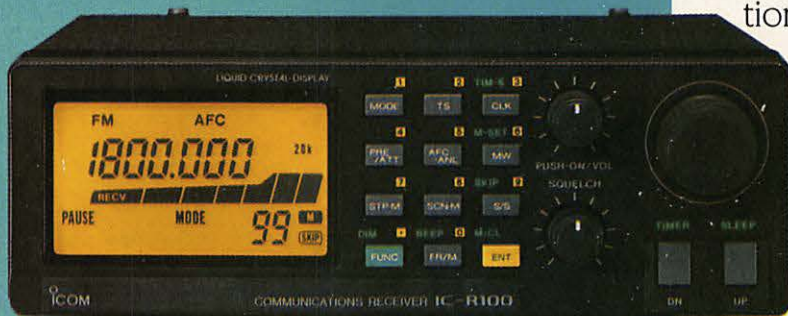 tion
LIQUID CRYSTAL DISPLAY
FM AFC
1800.000 20k
RECV
PAUSE MODE 99 M
SKIP
1 2 TIM-S 3
MODE TS CLK
4 5 M-SET 6
PRE/ATT AFC-ANL MW
7 8 SKIP 9
STP-M SCN-M S/S
DIM • BEEP 0 M-CL
FUNC FR/M ENT
PUSH-ON/VOL
SQUELCH
TIMER SLEEP
DN UP
ICOM COMMUNICATIONS RECEIVER IC-R100